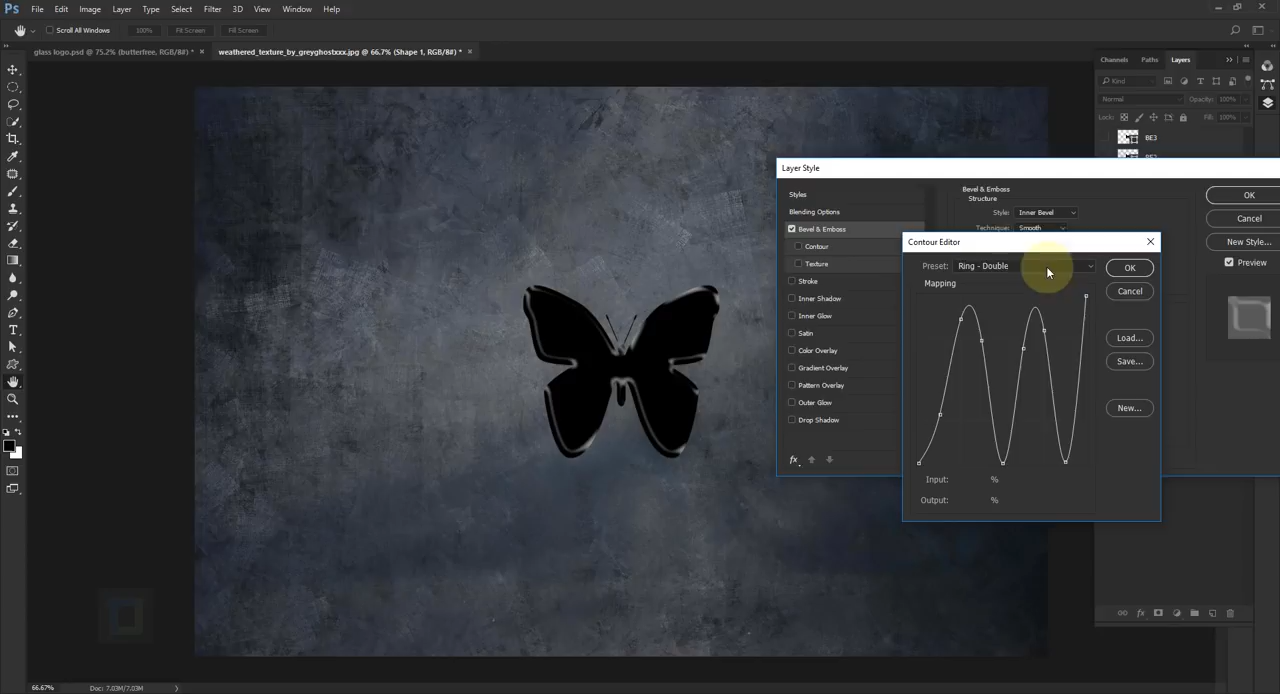 Ps File Edit Image Layer Type Select Filter 3D View Window Help
Scroll All Windows 100% Fit Screen Fill Screen
glass logo.psd @ 75.2% (butterfree, RGB/8#) * × weathered_texture_by_greyghostxxx.jpg @ 66.7% (Shape 1, RGB/8#) * ×
Channels Paths Layers
Kind
Normal Opacity: 100%
Lock: Fill: 100%
BE3
Layer Style
Styles
Blending Options
Bevel & Emboss
Contour
Texture
Stroke
Inner Shadow
Inner Glow
Satin
Color Overlay
Gradient Overlay
Pattern Overlay
Outer Glow
Drop Shadow
fx
Bevel & Emboss
Structure
Style: Inner Bevel
Technique: Smooth
OK
Cancel
New Style...
Preview
Contour Editor
Preset: Ring - Double
Mapping
Input: %
Output: %
OK
Cancel
Load...
Save...
New...
fx
66.67% Doc: 7.03M/7.03M